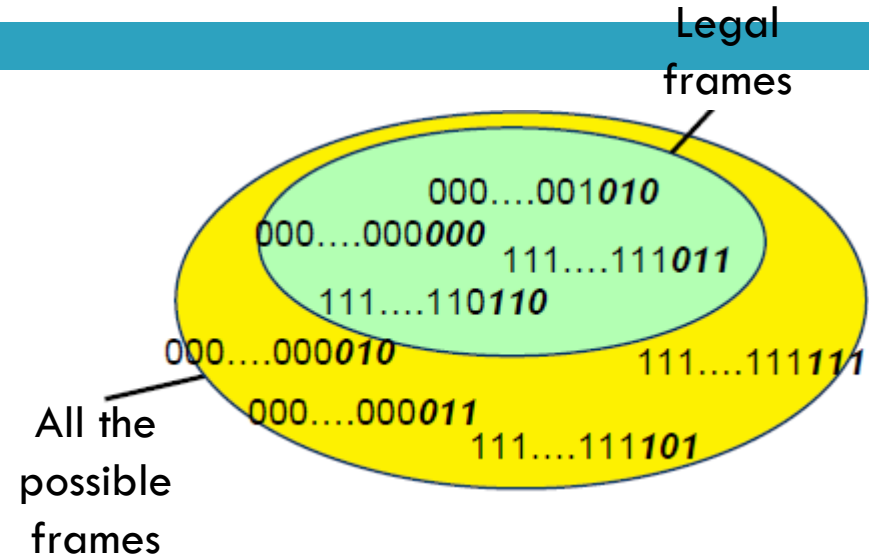 Legal
frames
000....001010
000....000000
111....111011
111....110110
000....000010
111....111111
000....000011
111....111101
All the
possible
frames